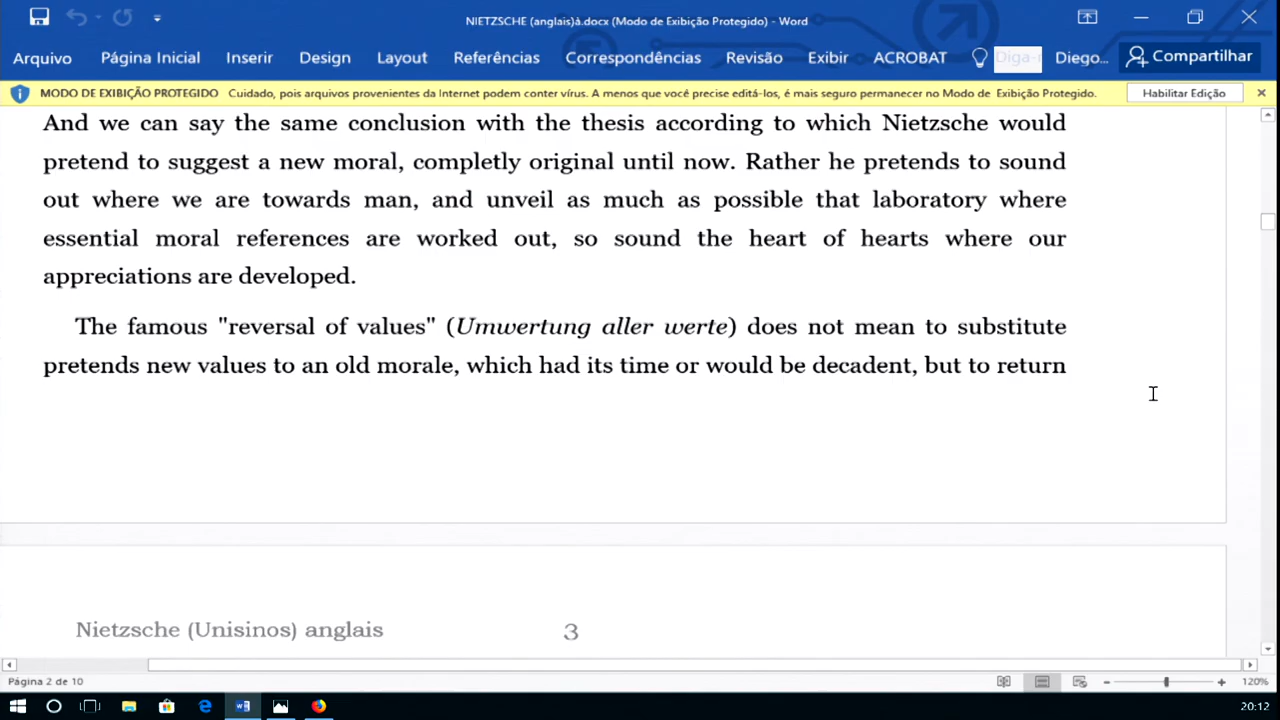 NIETZSCHE (anglais)à.docx (Modo de Exibição Protegido) - Word
Arquivo Página Inicial Inserir Design Layout Referências Correspondências Revisão Exibir ACROBAT Diego... Compartilhar
MODO DE EXIBIÇÃO PROTEGIDO Cuidado, pois arquivos provenientes da Internet podem conter vírus. A menos que você precise editá-los, é mais seguro permanecer no Modo de Exibição Protegido. Habilitar Edição
And we can say the same conclusion with the thesis according to which Nietzsche would
pretend to suggest a new moral, completly original until now. Rather he pretends to sound
out where we are towards man, and unveil as much as possible that laboratory where
essential moral references are worked out, so sound the heart of hearts where our
appreciations are developed.
The famous "reversal of values" (Umwertung aller werte) does not mean to substitute
pretends new values to an old morale, which had its time or would be decadent, but to return
Nietzsche (Unisinos) anglais 3
Página 2 de 10 120%
20:12